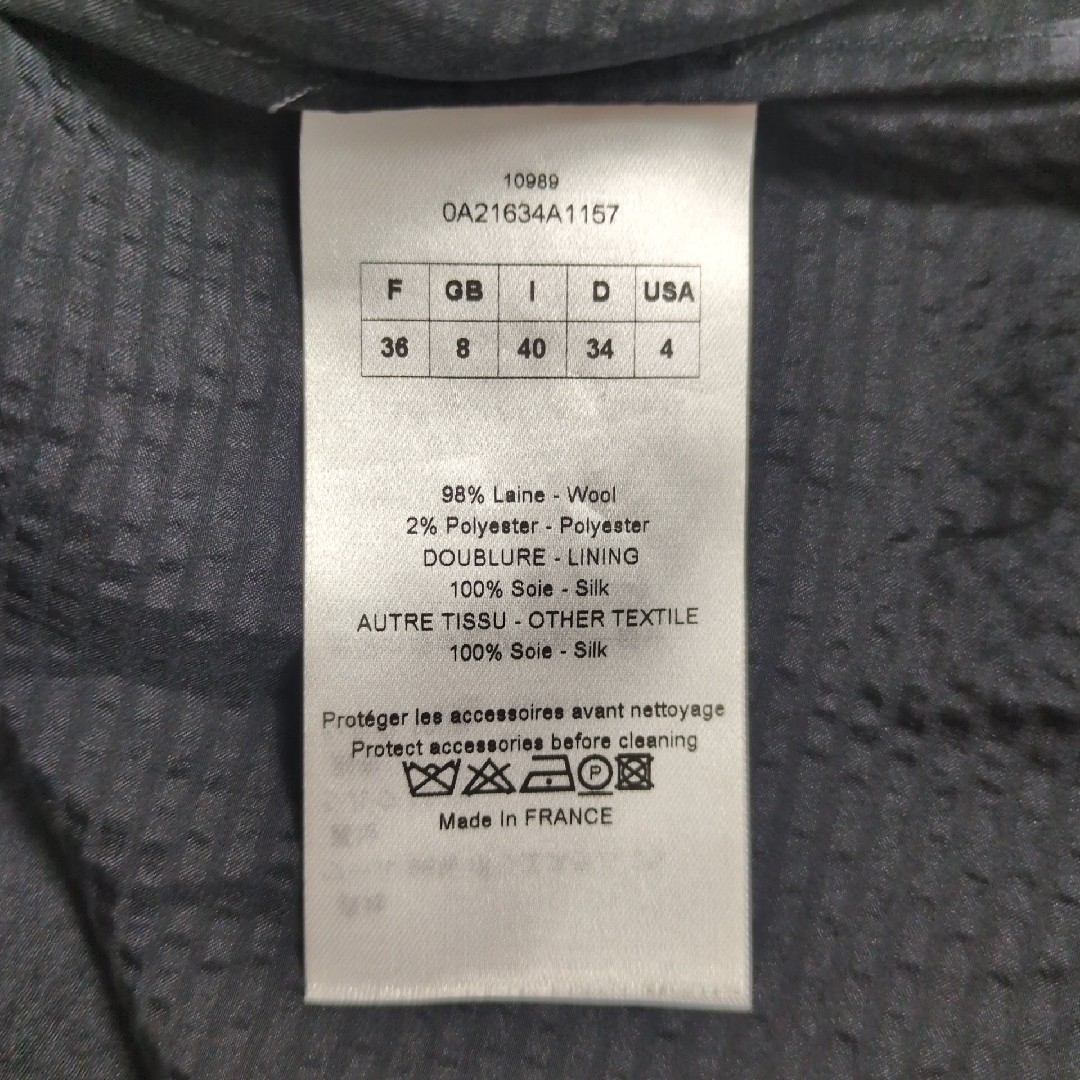 10989
0A21634A1157
F GB I D USA
36 8 40 34 4
98% Laine - Wool
2% Polyester - Polyester
DOUBLURE - LINING
100% Soie - Silk
AUTRE TISSU - OTHER TEXTILE
100% Soie - Silk
Protéger les accessoires avant nettoyage
Protect accessories before cleaning
P
Made In FRANCE